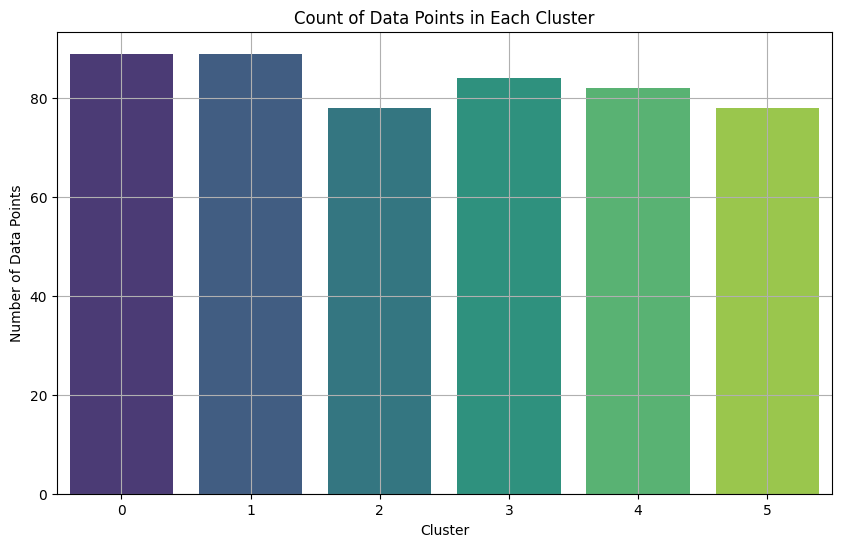 Count of Data Points in Each Cluster
Number of Data Points
80
60
40
20
0
0 1 2 3 4 5
Cluster